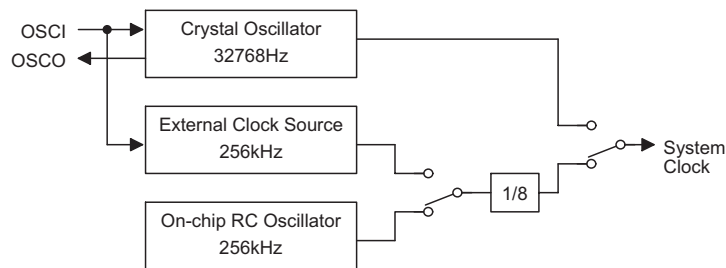 OSCI
OSCO
Crystal Oscillator
32768Hz
External Clock Source
256kHz
On-chip RC Oscillator
256kHz
1/8
System
Clock